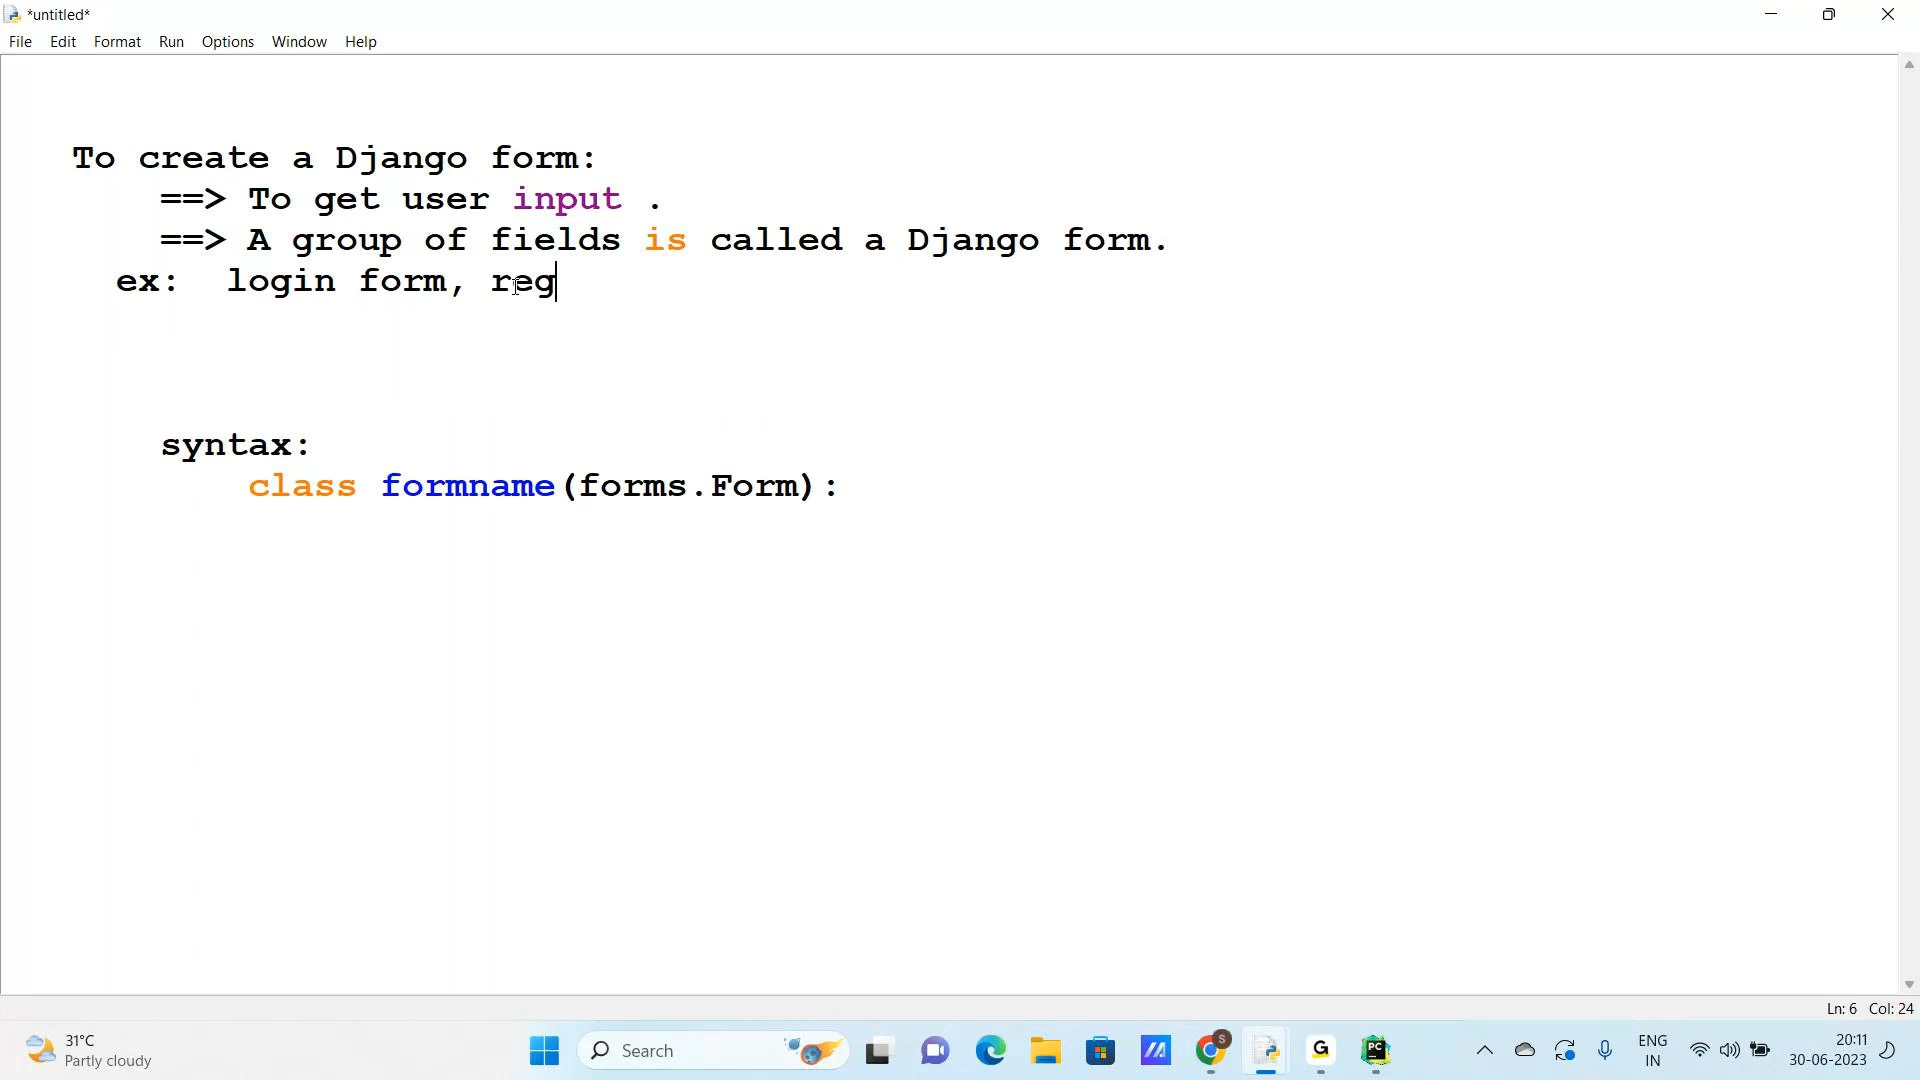 *untitled*
File Edit Format Run Options Window Help
To create a Django form:
==> To get user input .
==> A group of fields is called a Django form.
ex: login form, reg
syntax:
class formname(forms.Form):
Ln: 6 Col: 24
31°C
Partly cloudy
Search
S
G
PC
ENG
IN
20:11
30-06-2023